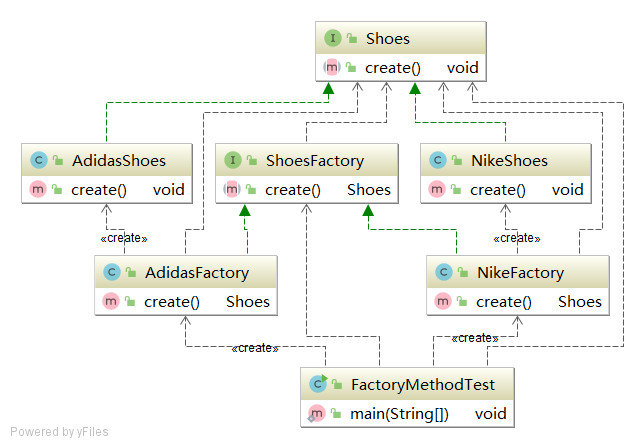 I Shoes
m create() void
C AdidasShoes
m create() void
I ShoesFactory
m create() Shoes
C NikeShoes
m create() void
«create»
«create»
C AdidasFactory
m create() Shoes
C NikeFactory
m create() Shoes
«create»
«create»
C FactoryMethodTest
m main(String[]) void
Powered by yFiles